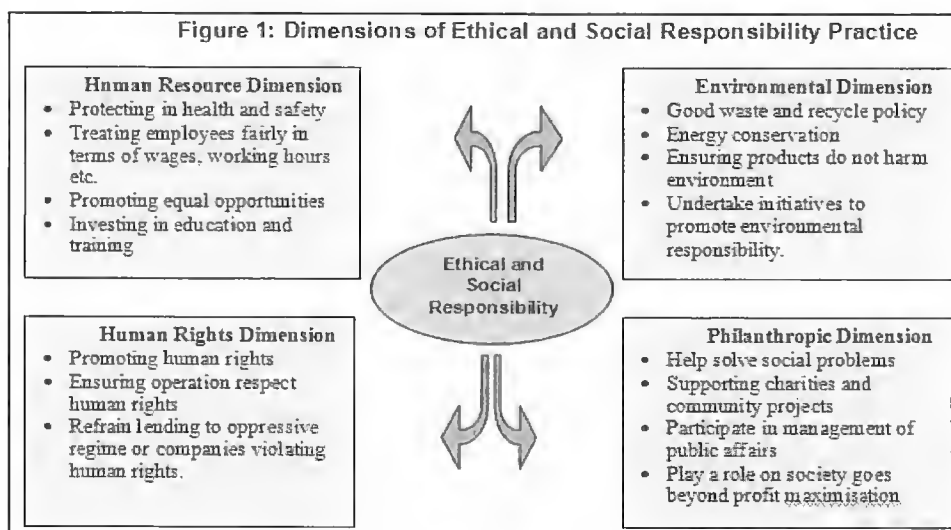 Figure 1: Dimensions of Ethical and Social Responsibility Practice
Human Resource Dimension
• Protecting in health and safety
• Treating employees fairly in
terms of wages, working hours
etc.
• Promoting equal opportunities
• Investing in education and
training
Environmental Dimension
• Good waste and recycle policy
• Energy conservation
• Ensuring products do not harm
environment
• Undertake initiatives to
promote environmental
responsibility.
Ethical and
Social
Responsibility
Human Rights Dimension
• Promoting human rights
• Ensuring operation respect
human rights
• Refrain lending to oppressive
regime or companies violating
human rights.
Philanthropic Dimension
• Help solve social problems
• Supporting charities and
community projects
• Participate in management of
public affairs
• Play a role on society goes
beyond profit maximisation